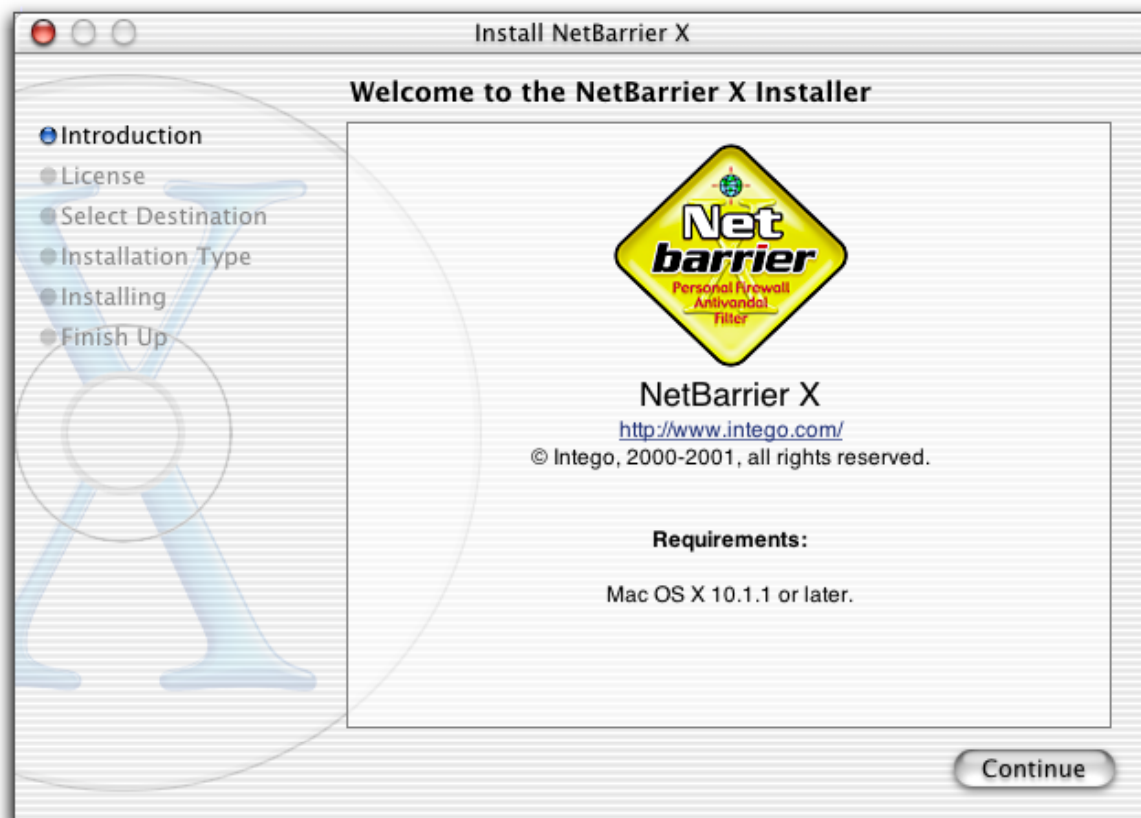 Install NetBarrier X
Welcome to the NetBarrier X Installer
Introduction
License
Select Destination
Installation Type
Installing
Finish Up
Net
barrier
Personal Firewall
Antivandal
Filter
NetBarrier X
http://www.intego.com/
© Intego, 2000-2001, all rights reserved.
Requirements:
Mac OS X 10.1.1 or later.
Continue